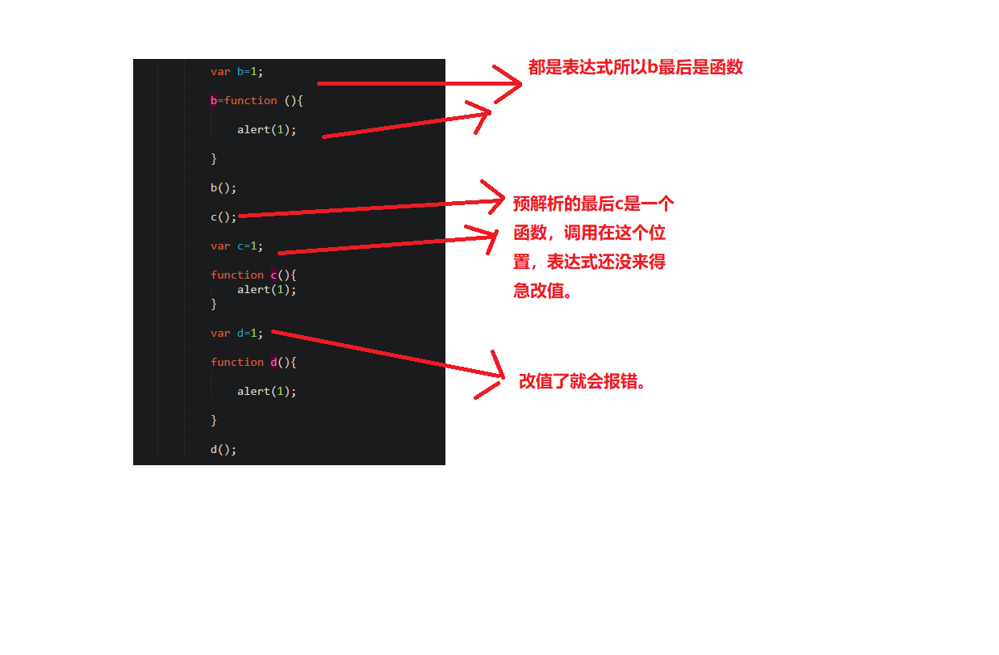 var b=1;
都是表达式所以b最后是函数
b=function (){
alert(1);
}
b();
c();
预解析的最后c是一个
函数，调用在这个位
置，表达式还没来得
急改值。
var c=1;
function c(){
alert(1);
}
var d=1;
function d(){
改值了就会报错。
alert(1);
}
d();